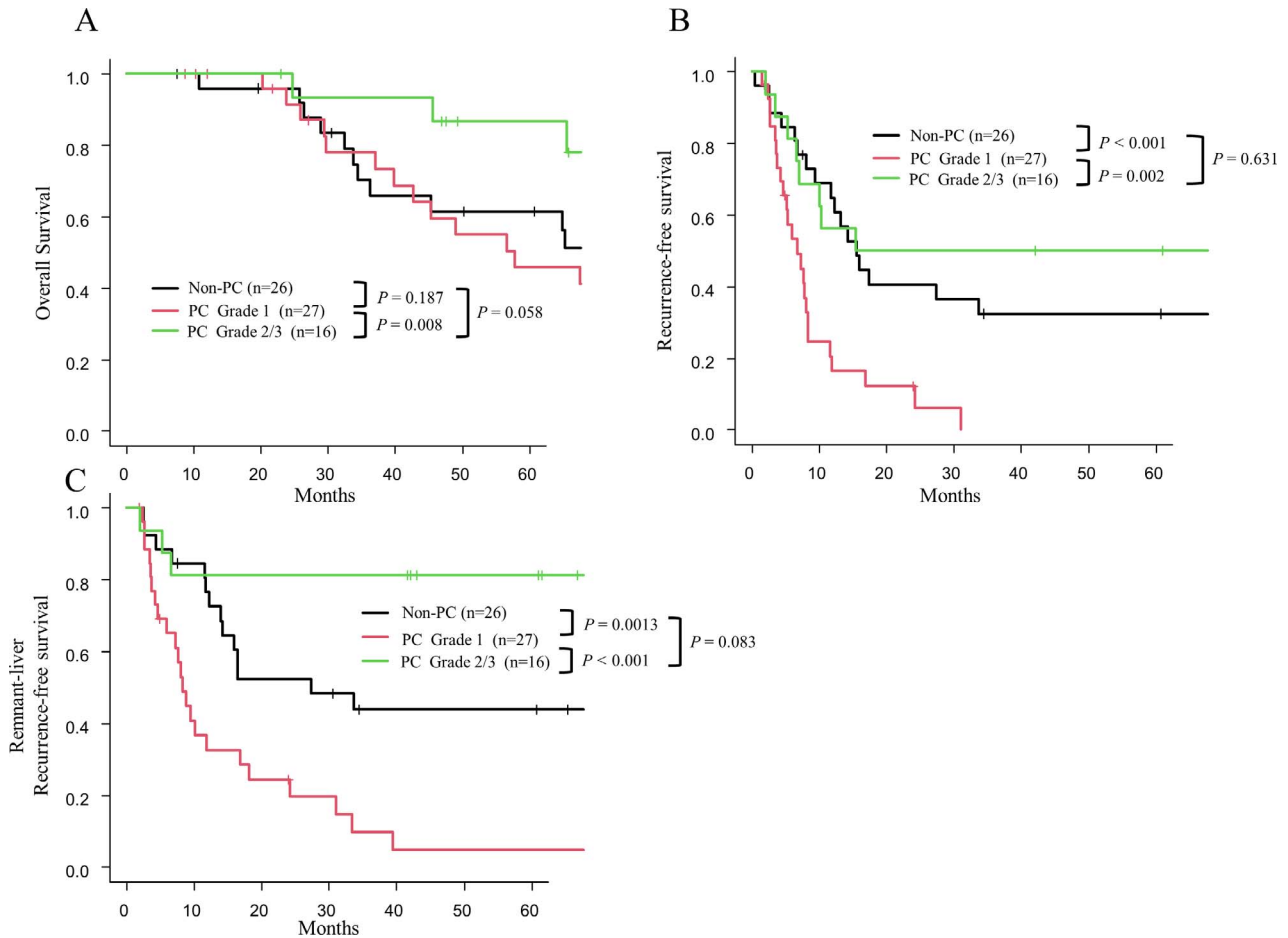 A
Overall Survival
1.0
0.8
0.6
0.4
0.2
0.0
Non-PC (n=26)
PC Grade 1 (n=27)
PC Grade 2/3 (n=16)
P = 0.187
P = 0.008
P = 0.058
0 10 20 30 40 50 60
Months
B
Recurrence-free survival
1.0
0.8
0.6
0.4
0.2
0.0
Non-PC (n=26)
PC Grade 1 (n=27)
PC Grade 2/3 (n=16)
P < 0.001
P = 0.002
P = 0.631
0 10 20 30 40 50 60
Months
C
Remnant-liver
Recurrence-free survival
1.0
0.8
0.6
0.4
0.2
0.0
Non-PC (n=26)
PC Grade 1 (n=27)
PC Grade 2/3 (n=16)
P = 0.0013
P < 0.001
P = 0.083
0 10 20 30 40 50 60
Months